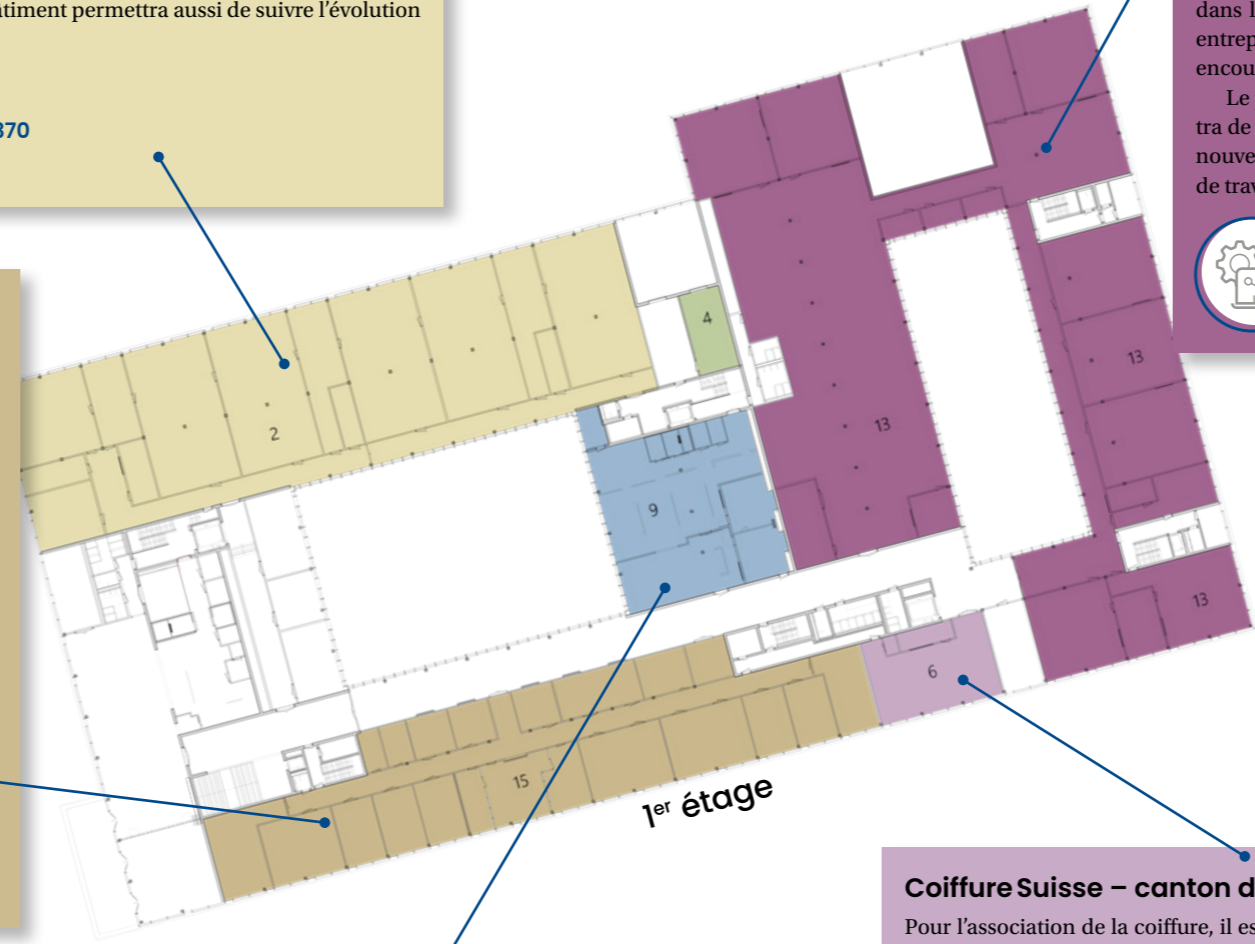 âtiment permettra aussi de suivre l’évolution
370
dans l
entrep
encou
Le
tra de
nouve
de trav
4
2
13
13
9
13
6
15
1er étage
Coiffure Suisse – canton d
Pour l’association de la coiffure, il es